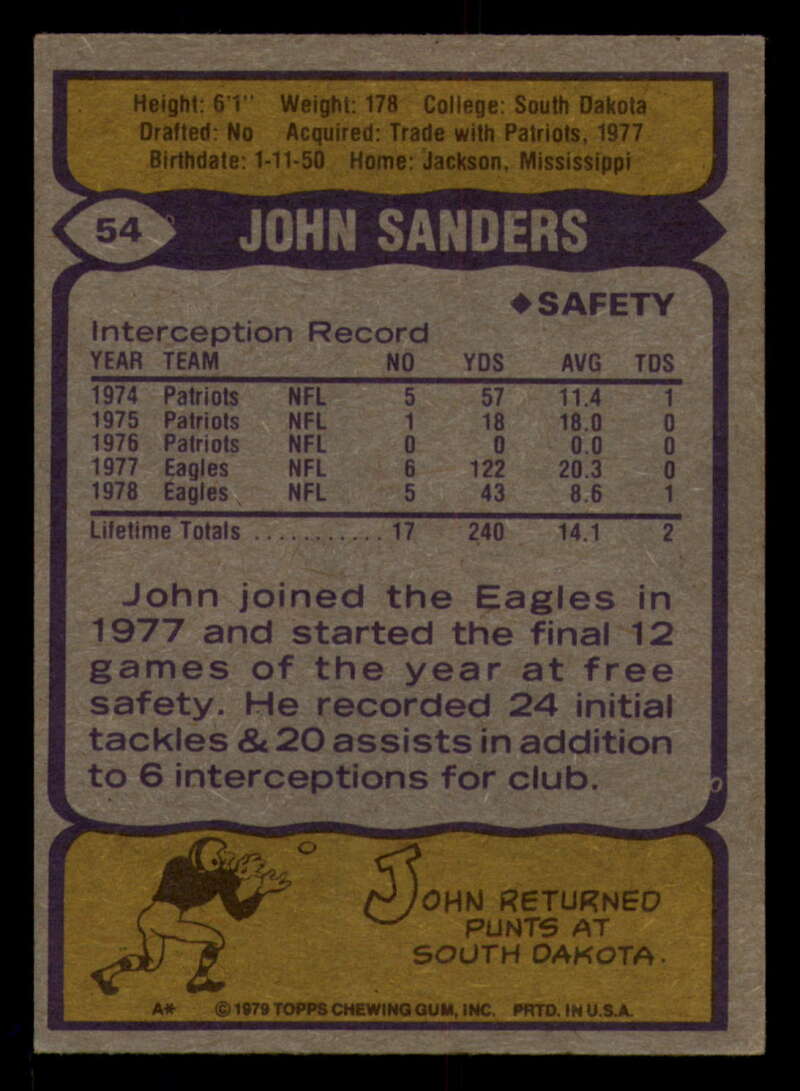 Height: 6'1" Weight: 178 College: South Dakota
Drafted: No Acquired: Trade with Patriots, 1977
Birthdate: 1-11-50 Home: Jackson, Mississippi
54 JOHN SANDERS
◆SAFETY
Interception Record
YEAR TEAM NO YDS AVG TDS
1974 Patriots NFL 5 57 11.4 1
1975 Patriots NFL 1 18 18.0 0
1976 Patriots NFL 0 0 0.0 0
1977 Eagles NFL 6 122 20.3 0
1978 Eagles NFL 5 43 8.6 1
Lifetime Totals ........... 17 240 14.1 2
John joined the Eagles in
1977 and started the final 12
games of the year at free
safety. He recorded 24 initial
tackles & 20 assists in addition
to 6 interceptions for club.
JOHN RETURNED
PUNTS AT
SOUTH DAKOTA.
A* © 1979 TOPPS CHEWING GUM, INC. PRTD. IN U.S.A.